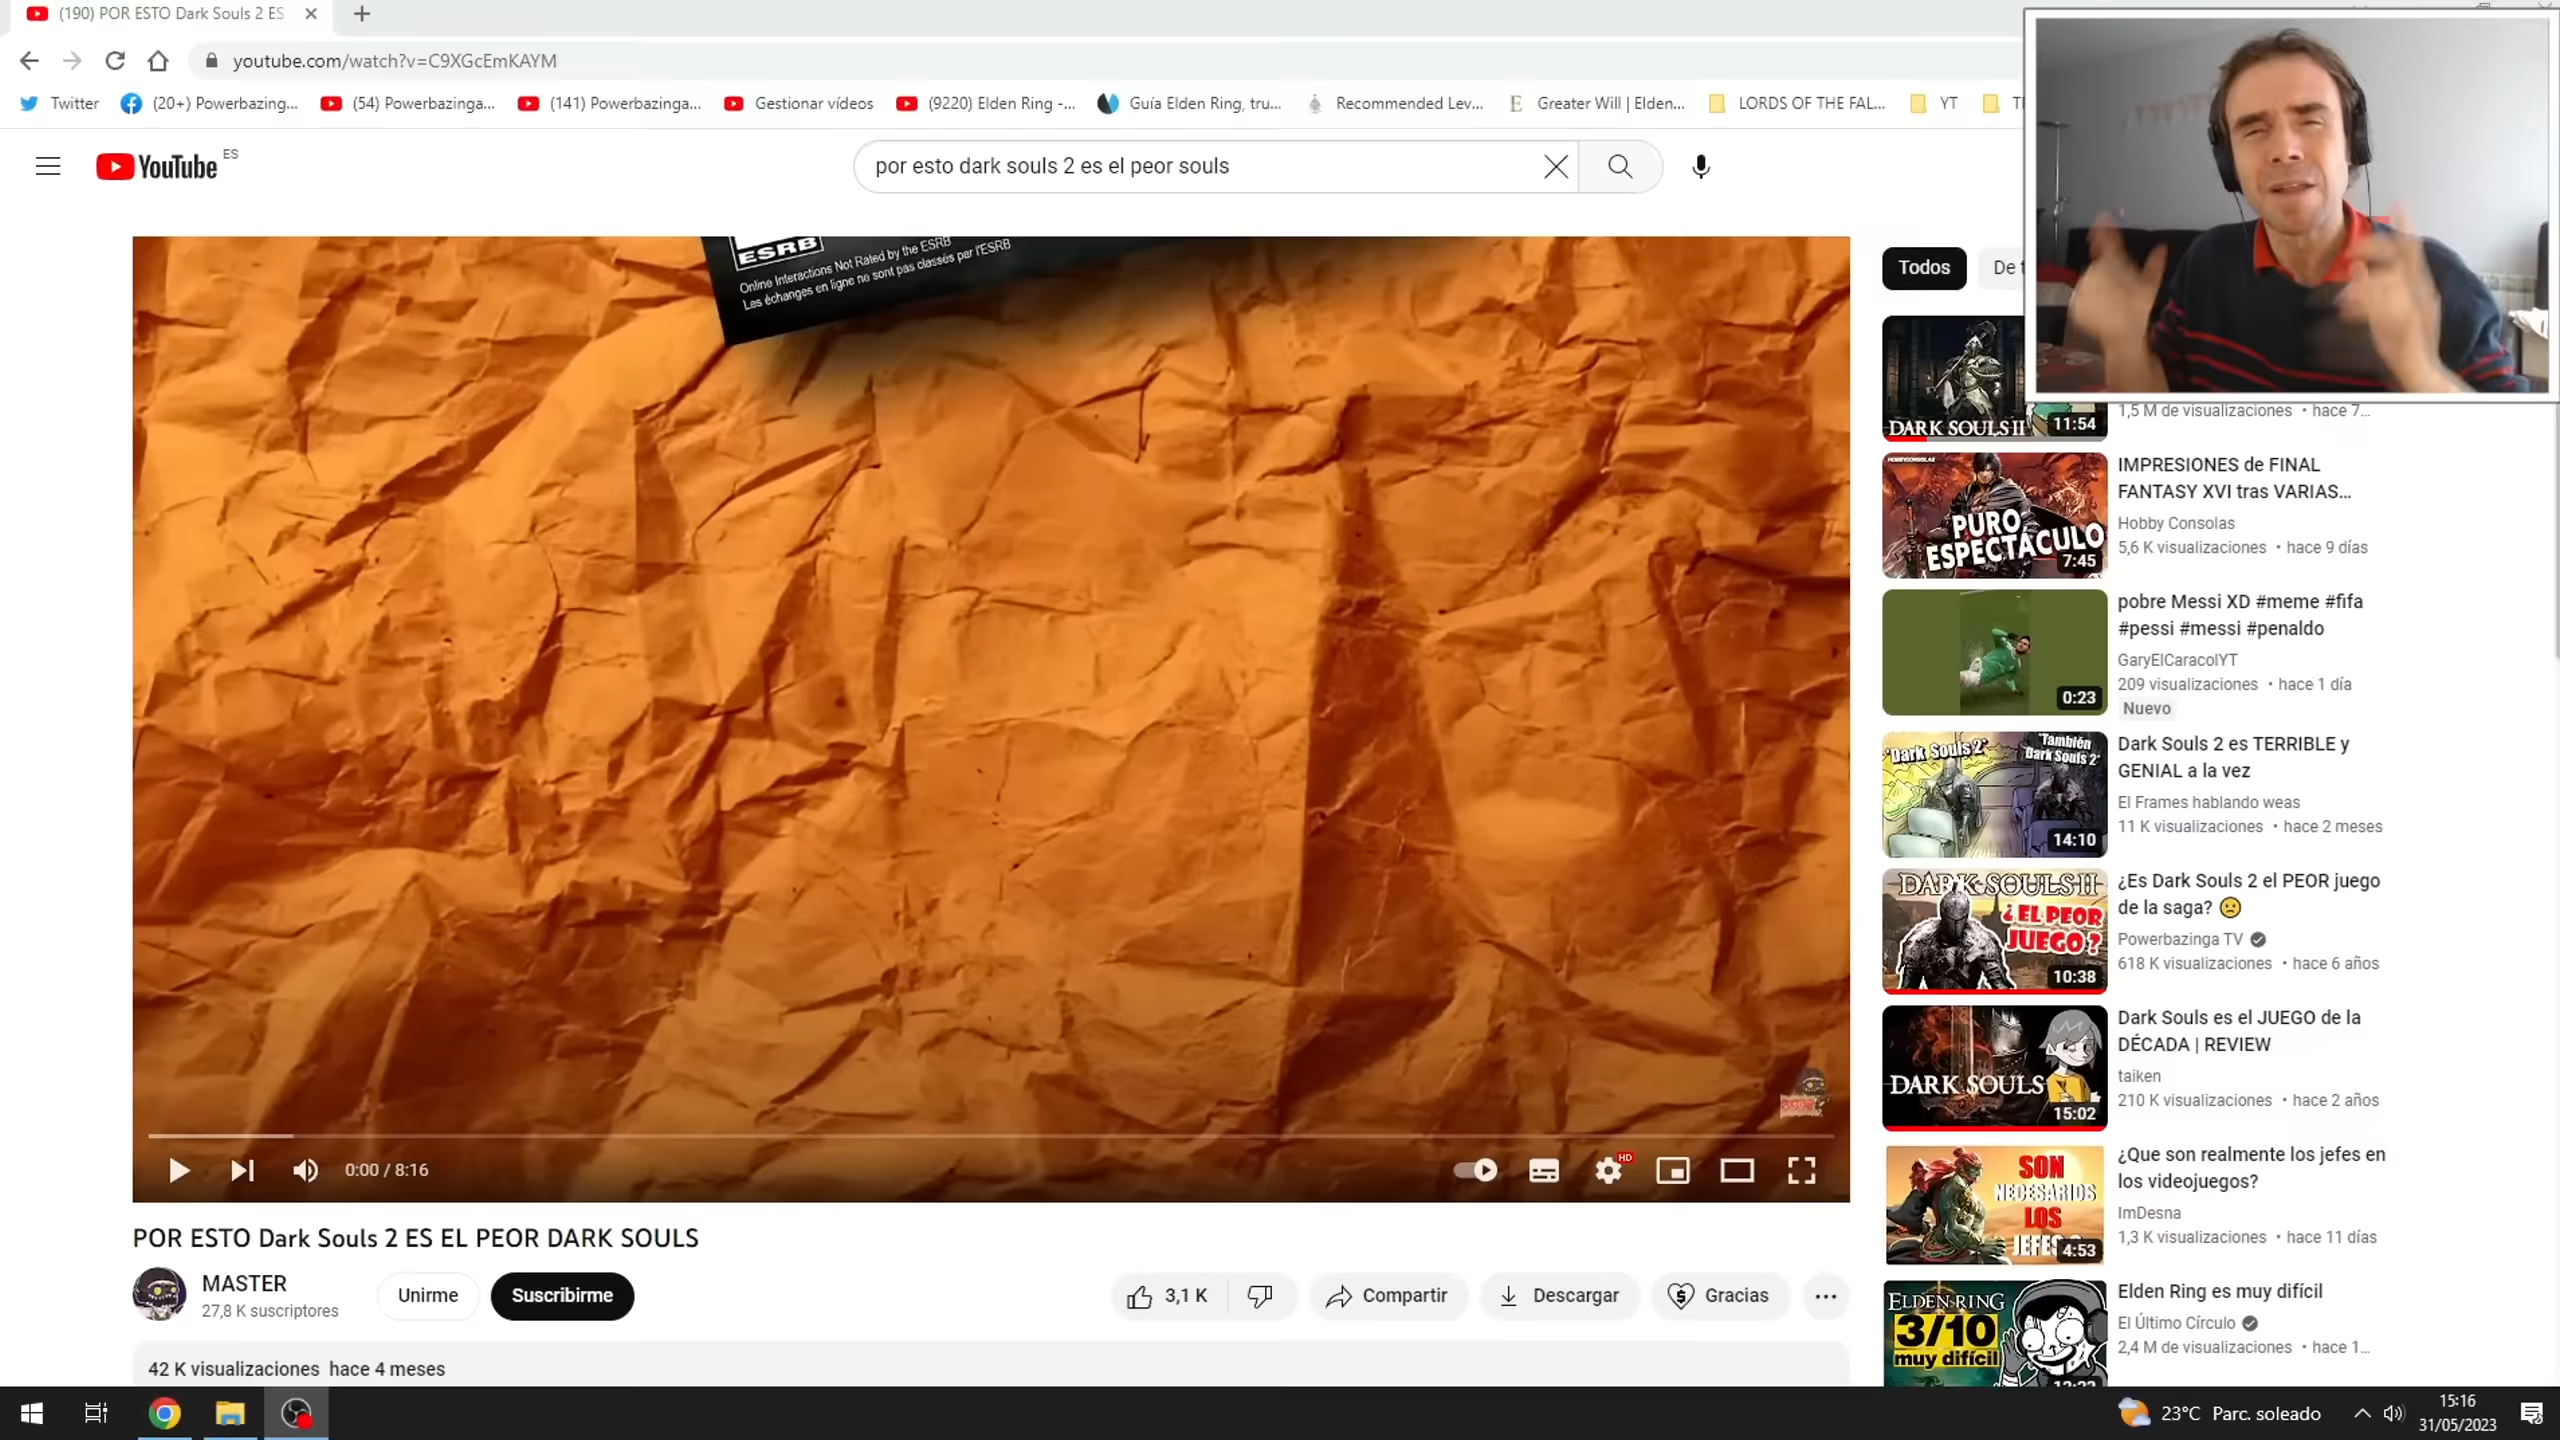 (190) POR ESTO Dark Souls 2 ES
youtube.com/watch?v=C9XGcEmKAYM
Twitter
(20+) Powerbazing...
(54) Powerbazinga...
(141) Powerbazinga...
Gestionar vídeos
(9220) Elden Ring -...
Guía Elden Ring, tru...
Recommended Lev...
Greater Will | Elden...
LORDS OF THE FAL...
YT
YouTube
ES
por esto dark souls 2 es el peor souls
ESRB
Online Interactions Not Rated by the ESRB
Les échanges en ligne ne sont pas classés par l'ESRB
0:00 / 8:16
HD
POR ESTO Dark Souls 2 ES EL PEOR DARK SOULS
MASTER
27,8 K suscriptores
Unirme
Suscribirme
3,1 K
Compartir
Descargar
Gracias
42 K visualizaciones hace 4 meses
Todos
De t
DARK SOULS II
11:54
1,5 M de visualizaciones • hace 7...
HOBBYCONSOLAS
PURO
ESPECTÁCULO
7:45
IMPRESIONES de FINAL
FANTASY XVI tras VARIAS...
Hobby Consolas
5,6 K visualizaciones • hace 9 días
0:23
pobre Messi XD #meme #fifa
#pessi #messi #penaldo
GaryElCaracolYT
209 visualizaciones • hace 1 día
Nuevo
"Dark Souls 2"
"También
Dark Souls 2"
14:10
Dark Souls 2 es TERRIBLE y
GENIAL a la vez
El Frames hablando weas
11 K visualizaciones • hace 2 meses
DARK SOULS II
¿EL PEOR
JUEGO?
10:38
¿Es Dark Souls 2 el PEOR juego
de la saga? 
Powerbazinga TV
618 K visualizaciones • hace 6 años
DARK SOULS
15:02
Dark Souls es el JUEGO de la
DÉCADA | REVIEW
taiken
210 K visualizaciones • hace 2 años
SON
NECESARIOS
LOS
JEFES
4:53
¿Que son realmente los jefes en
los videojuegos?
ImDesna
1,3 K visualizaciones • hace 11 días
ELDEN RING
3/10
muy difícil
Elden Ring es muy difícil
El Último Círculo
2,4 M de visualizaciones • hace 1...
23°C Parc. soleado
15:16
31/05/2023